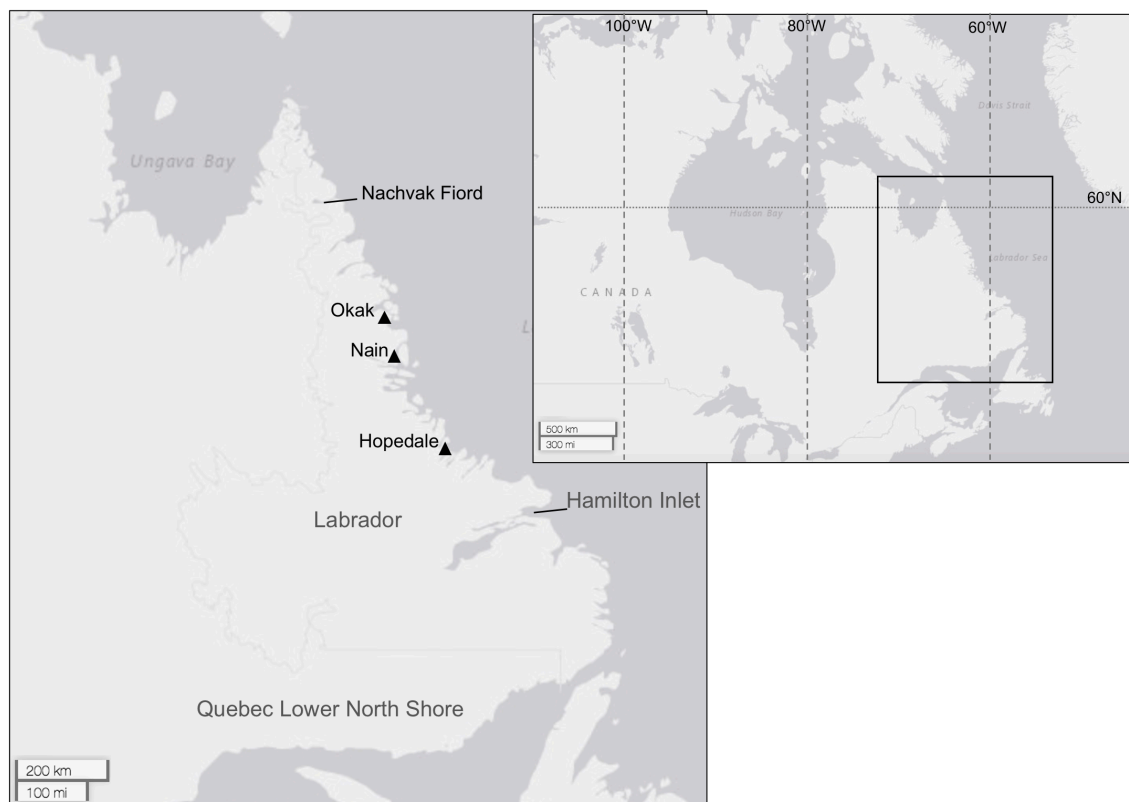 Ungava Bay
Nachvak Fiord
Okak
Nain
Hopedale
Hamilton Inlet
Labrador
Quebec Lower North Shore
200 km
100 mi
L
100°W
80°W
60°W
Davis Strait
60°N
Hudson Bay
Labrador Sea
CANADA
500 km
300 mi